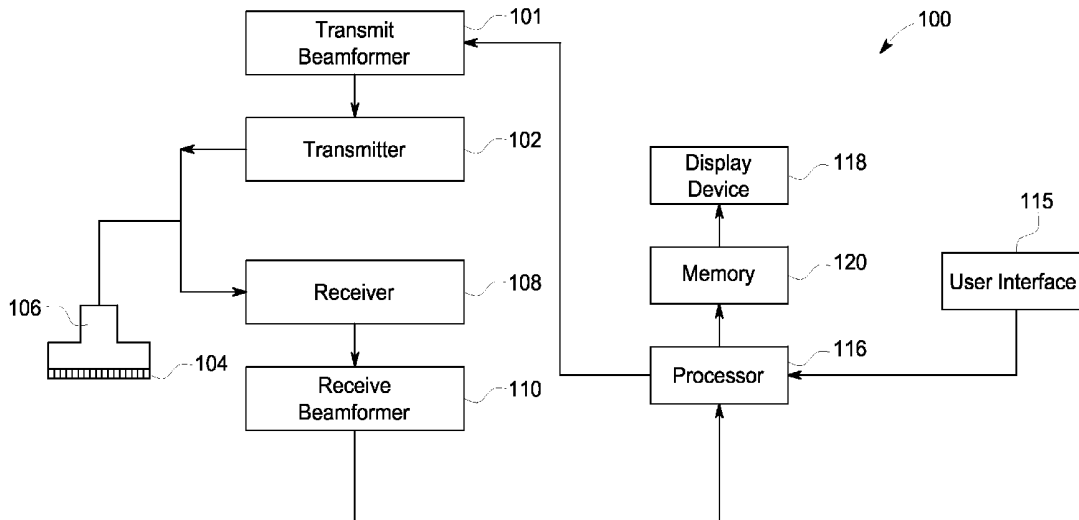 Transmit
Beamformer
101
100
Transmitter
102
Display
Device
118
115
Memory
120
User Interface
106
Receiver
108
104
Processor
116
Receive
Beamformer
110